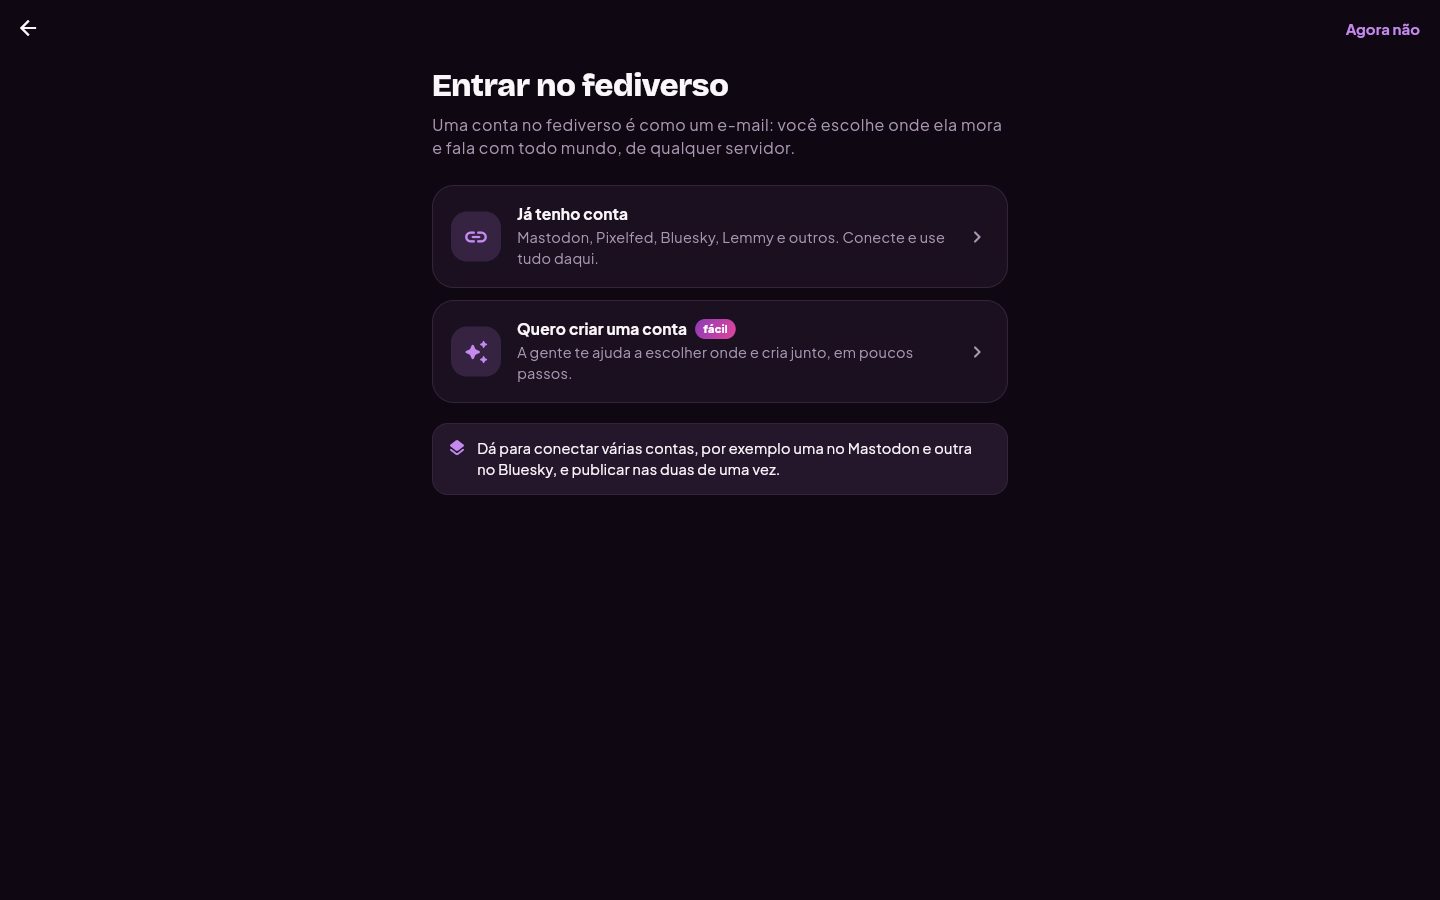 Agora não
Entrar no fediverso
Uma conta no fediverso é como um e-mail: você escolhe onde ela mora
e fala com todo mundo, de qualquer servidor.
Já tenho conta
Mastodon, Pixelfed, Bluesky, Lemmy e outros. Conecte e use
tudo daqui.
Quero criar uma conta fácil
A gente te ajuda a escolher onde e cria junto, em poucos
passos.
Dá para conectar várias contas, por exemplo uma no Mastodon e outra
no Bluesky, e publicar nas duas de uma vez.